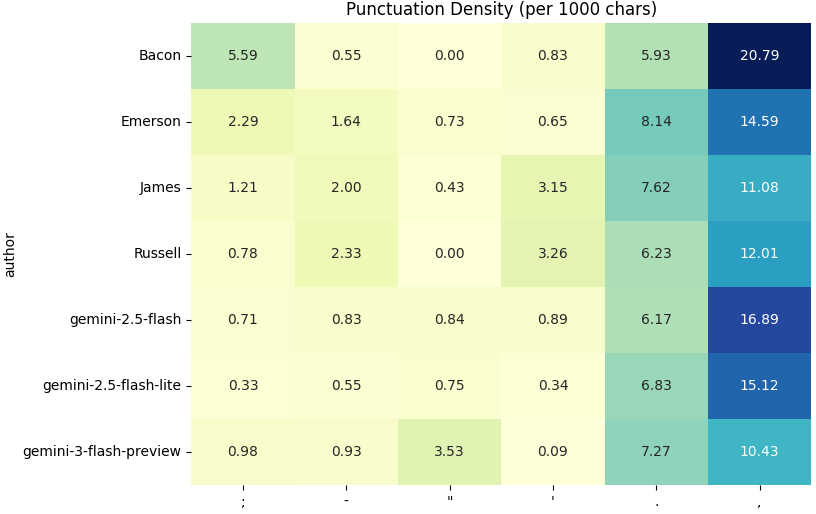 Punctuation Density (per 1000 chars)
Bacon 5.59 0.55 0.00 0.83 5.93 20.79
Emerson 2.29 1.64 0.73 0.65 8.14 14.59
James 1.21 2.00 0.43 3.15 7.62 11.08
Russell 0.78 2.33 0.00 3.26 6.23 12.01
gemini-2.5-flash 0.71 0.83 0.84 0.89 6.17 16.89
gemini-2.5-flash-lite 0.33 0.55 0.75 0.34 6.83 15.12
gemini-3-flash-preview 0.98 0.93 3.53 0.09 7.27 10.43
; - " ' . ,
author